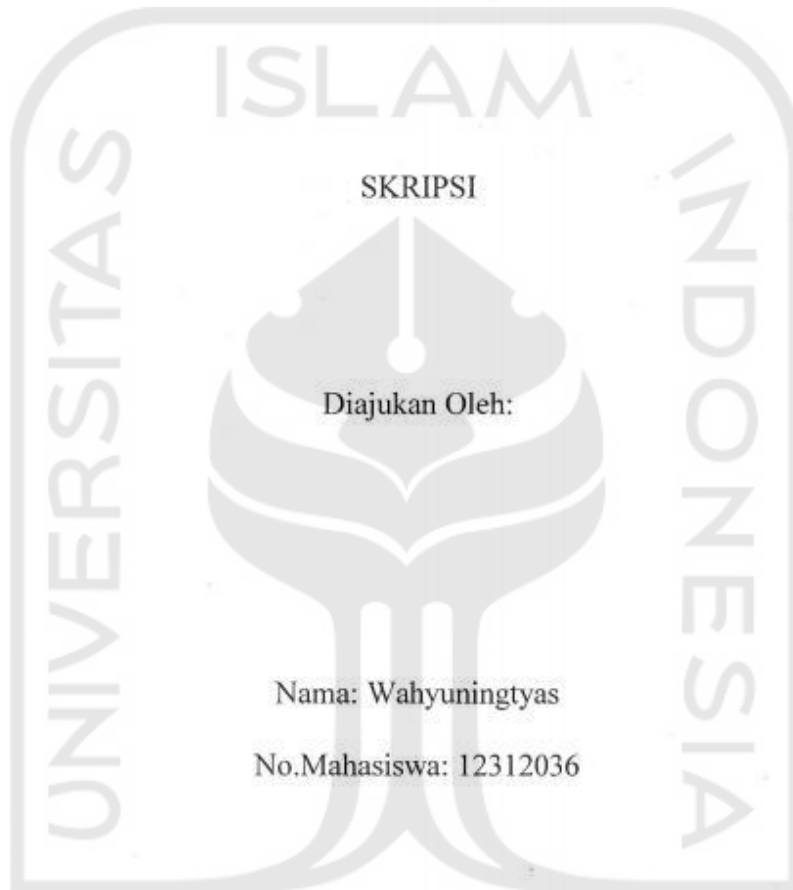 ISLAM
UNIVERSITAS
INDONESIA
SKRIPSI
Diajukan Oleh:
Nama: Wahyuningtyas
No.Mahasiswa: 12312036